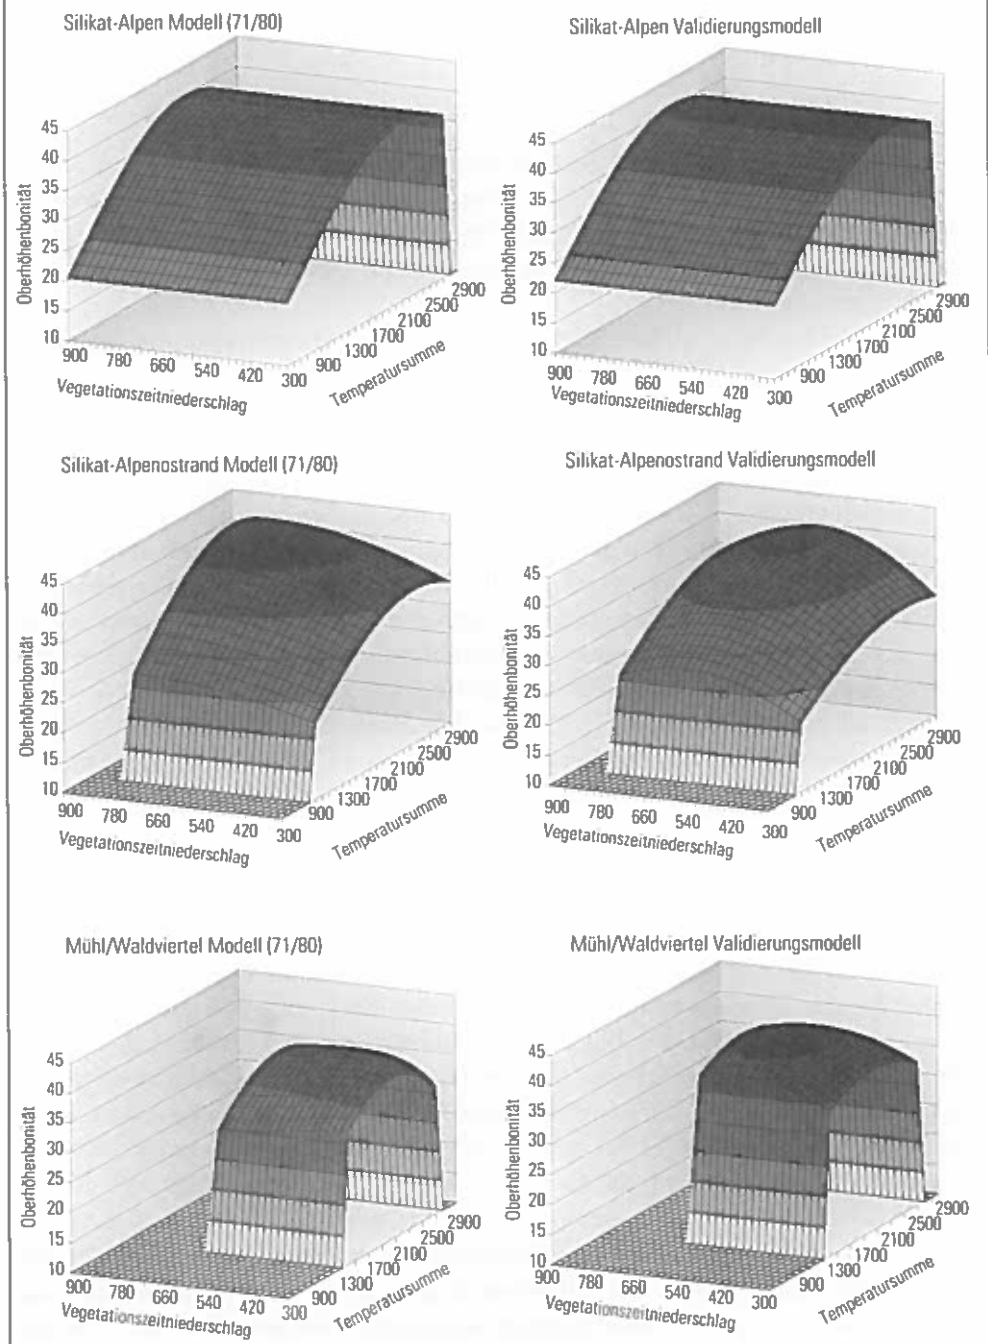 Silikat-Alpen Modell (71/80)
45
40
35
30
25
20
15
10
Oberhöhenbonität
900 780 660 540 420 300
Vegetationszeitniederschlag
900 1300 1700 2100 2500 2900
Temperatursumme
Silikat-Alpen Validierungsmodell
45
40
35
30
25
20
15
10
Oberhöhenbonität
900 780 660 540 420 300
Vegetationszeitniederschlag
900 1300 1700 2100 2500 2900
Temperatursumme
Silikat-Alpenostrand Modell (71/80)
45
40
35
30
25
20
15
10
Oberhöhenbonität
900 780 660 540 420 300
Vegetationszeitniederschlag
900 1300 1700 2100 2500 2900
Temperatursumme
Silikat-Alpenostrand Validierungsmodell
45
40
35
30
25
20
15
10
Oberhöhenbonität
900 780 660 540 420 300
Vegetationszeitniederschlag
900 1300 1700 2100 2500 2900
Temperatursumme
Mühl/Waldviertel Modell (71/80)
45
40
35
30
25
20
15
10
Oberhöhenbonität
900 780 660 540 420 300
Vegetationszeitniederschlag
900 1300 1700 2100 2500 2900
Temperatursumme
Mühl/Waldviertel Validierungsmodell
45
40
35
30
25
20
15
10
Oberhöhenbonität
900 780 660 540 420 300
Vegetationszeitniederschlag
900 1300 1700 2100 2500 2900
Temperatursumme